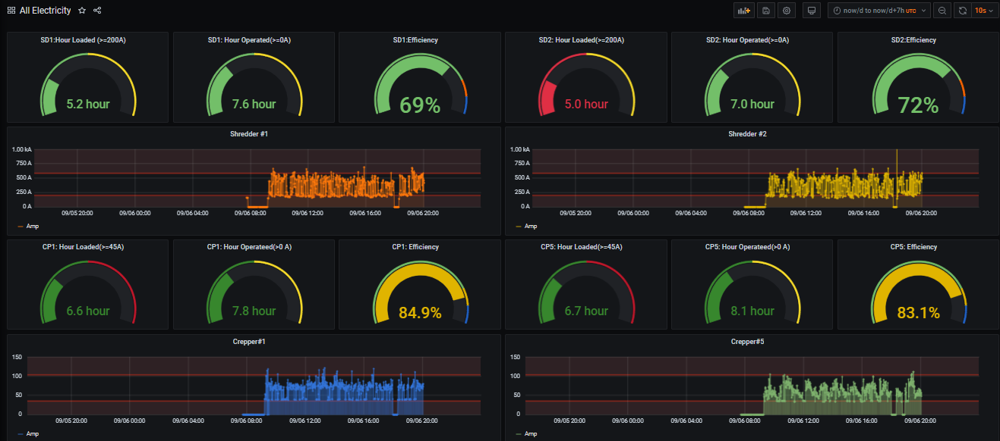 All Electricity
now/d to now/d+7h UTC
10s
SD1:Hour Loaded (>=200A)
5.2 hour
SD1: Hour Operated(>=0A)
7.6 hour
SD1:Efficiency
69%
SD2: Hour Loaded(>=200A)
5.0 hour
SD2: Hour Operated(>=0A)
7.0 hour
SD2:Efficiency
72%
Shredder #1
1.00 kA
750 A
500 A
250 A
0 A
09/05 20:00 09/06 00:00 09/06 04:00 09/06 08:00 09/06 12:00 09/06 16:00 09/06 20:00
Amp
Shredder #2
1.00 kA
750 A
500 A
250 A
0 A
09/05 20:00 09/06 00:00 09/06 04:00 09/06 08:00 09/06 12:00 09/06 16:00 09/06 20:00
Amp
CP1: Hour Loaded(>=45A)
6.6 hour
CP1: Hour Operateed(>0 A)
7.8 hour
CP1: Efficiency
84.9%
CP5: Hour Loaded(>=45A)
6.7 hour
CP5: Hour Operateed(>0 A)
8.1 hour
CP5: Efficiency
83.1%
Crepper#1
150
100
50
0
09/05 20:00 09/06 00:00 09/06 04:00 09/06 08:00 09/06 12:00 09/06 16:00 09/06 20:00
Amp
Crepper#5
150
100
50
0
09/05 20:00 09/06 00:00 09/06 04:00 09/06 08:00 09/06 12:00 09/06 16:00 09/06 20:00
Amp